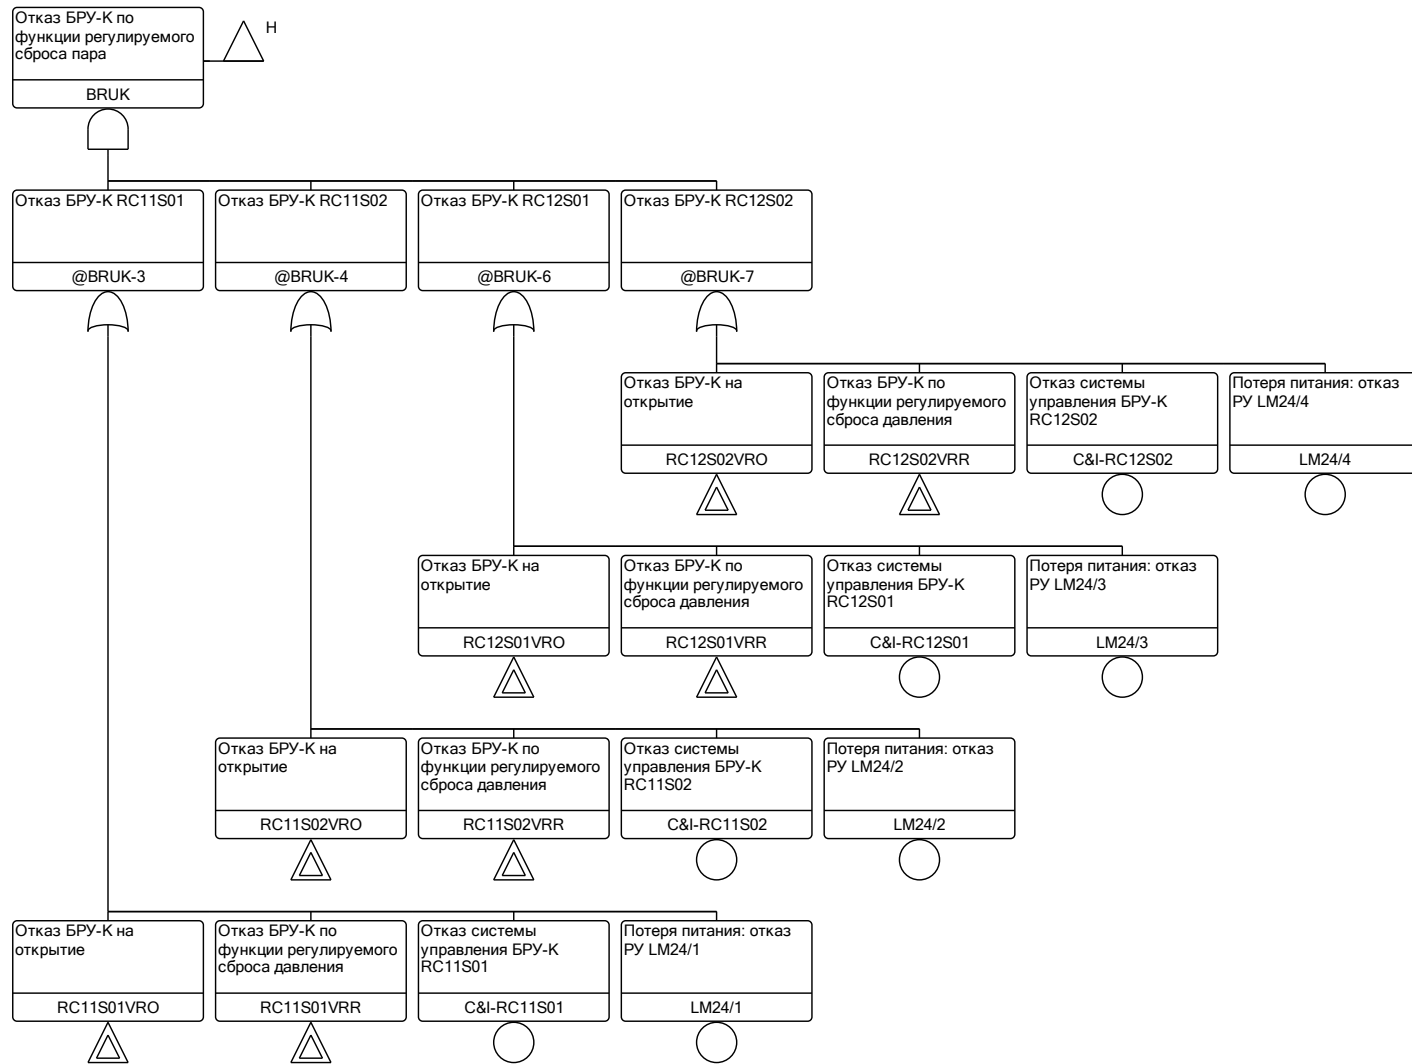 Отказ БРУ-К по
функции регулируемого
сброса пара
BRUK
H
Отказ БРУ-К RC11S01
@BRUK-3
Отказ БРУ-К RC11S02
@BRUK-4
Отказ БРУ-К RC12S01
@BRUK-6
Отказ БРУ-К RC12S02
@BRUK-7
Отказ БРУ-К на
открытие
RC12S02VRO
Отказ БРУ-К по
функции регулируемого
сброса давления
RC12S02VRR
Отказ системы
управления БРУ-К
RC12S02
C&I-RC12S02
Потеря питания: отказ
РУ LM24/4
LM24/4
Отказ БРУ-К на
открытие
RC12S01VRO
Отказ БРУ-К по
функции регулируемого
сброса давления
RC12S01VRR
Отказ системы
управления БРУ-К
RC12S01
C&I-RC12S01
Потеря питания: отказ
РУ LM24/3
LM24/3
Отказ БРУ-К на
открытие
RC11S02VRO
Отказ БРУ-К по
функции регулируемого
сброса давления
RC11S02VRR
Отказ системы
управления БРУ-К
RC11S02
C&I-RC11S02
Потеря питания: отказ
РУ LM24/2
LM24/2
Отказ БРУ-К на
открытие
RC11S01VRO
Отказ БРУ-К по
функции регулируемого
сброса давления
RC11S01VRR
Отказ системы
управления БРУ-К
RC11S01
C&I-RC11S01
Потеря питания: отказ
РУ LM24/1
LM24/1